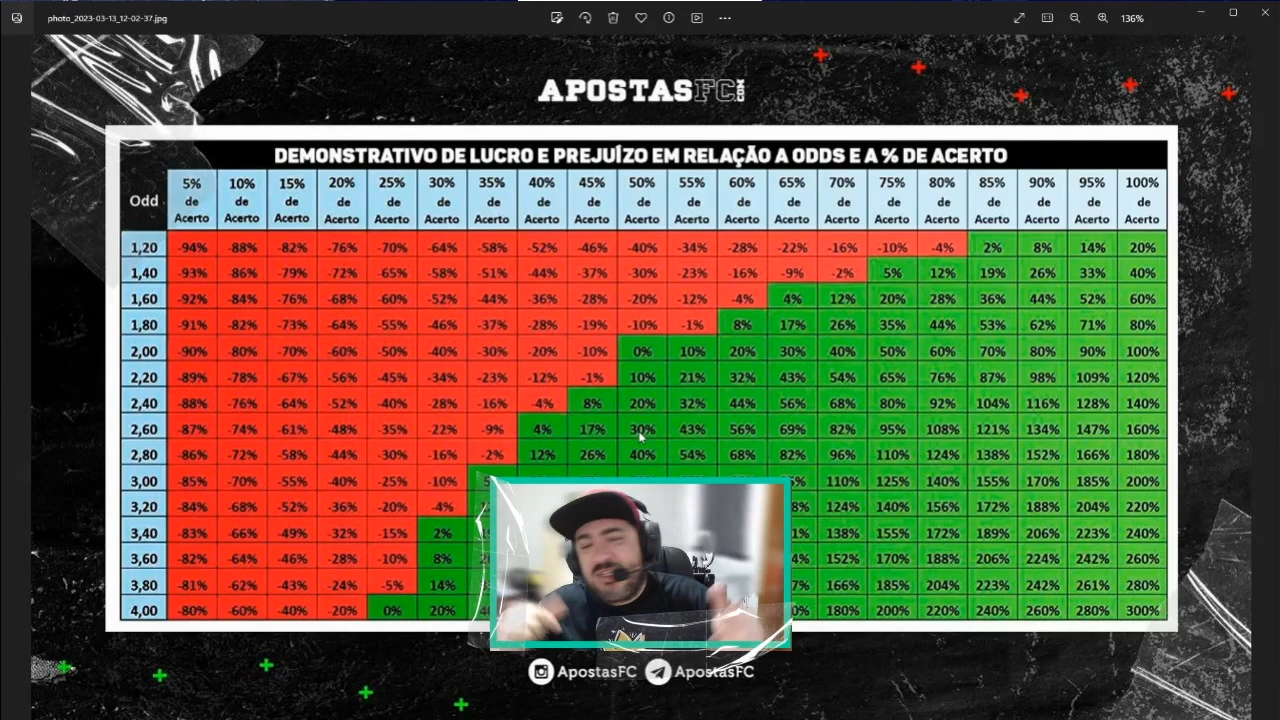 photo_2023-03-13_12-02-37.jpg
136%
APOSTASFC.COM
DEMONSTRATIVO DE LUCRO E PREJUÍZO EM RELAÇÃO A ODDS E A % DE ACERTO
Odd 5% de Acerto 10% de Acerto 15% de Acerto 20% de Acerto 25% de Acerto 30% de Acerto 35% de Acerto 40% de Acerto 45% de Acerto 50% de Acerto 55% de Acerto 60% de Acerto 65% de Acerto 70% de Acerto 75% de Acerto 80% de Acerto 85% de Acerto 90% de Acerto 95% de Acerto 100% de Acerto
1,20 -94% -88% -82% -76% -70% -64% -58% -52% -46% -40% -34% -28% -22% -16% -10% -4% 2% 8% 14% 20%
1,40 -93% -86% -79% -72% -65% -58% -51% -44% -37% -30% -23% -16% -9% -2% 5% 12% 19% 26% 33% 40%
1,60 -92% -84% -76% -68% -60% -52% -44% -36% -28% -20% -12% -4% 4% 12% 20% 28% 36% 44% 52% 60%
1,80 -91% -82% -73% -64% -55% -46% -37% -28% -19% -10% -1% 8% 17% 26% 35% 44% 53% 62% 71% 80%
2,00 -90% -80% -70% -60% -50% -40% -30% -20% -10% 0% 10% 20% 30% 40% 50% 60% 70% 80% 90% 100%
2,20 -89% -78% -67% -56% -45% -34% -23% -12% -1% 10% 21% 32% 43% 54% 65% 76% 87% 98% 109% 120%
2,40 -88% -76% -64% -52% -40% -28% -16% -4% 8% 20% 32% 44% 56% 68% 80% 92% 104% 116% 128% 140%
2,60 -87% -74% -61% -48% -35% -22% -9% 4% 17% 30% 43% 56% 69% 82% 95% 108% 121% 134% 147% 160%
2,80 -86% -72% -58% -44% -30% -16% -2% 12% 26% 40% 54% 68% 82% 96% 110% 124% 138% 152% 166% 180%
3,00 -85% -70% -55% -40% -25% -10% 110% 125% 140% 155% 170% 185% 200%
3,20 -84% -68% -52% -36% -20% -4% 124% 140% 156% 172% 188% 204% 220%
3,40 -83% -66% -49% -32% -15% 2% 138% 155% 172% 189% 206% 223% 240%
3,60 -82% -64% -46% -28% -10% 8% 152% 170% 188% 206% 224% 242% 260%
3,80 -81% -62% -43% -24% -5% 14% 166% 185% 204% 223% 242% 261% 280%
4,00 -80% -60% -40% -20% 0% 20% 180% 200% 220% 240% 260% 280% 300%
ApostasFC ApostasFC